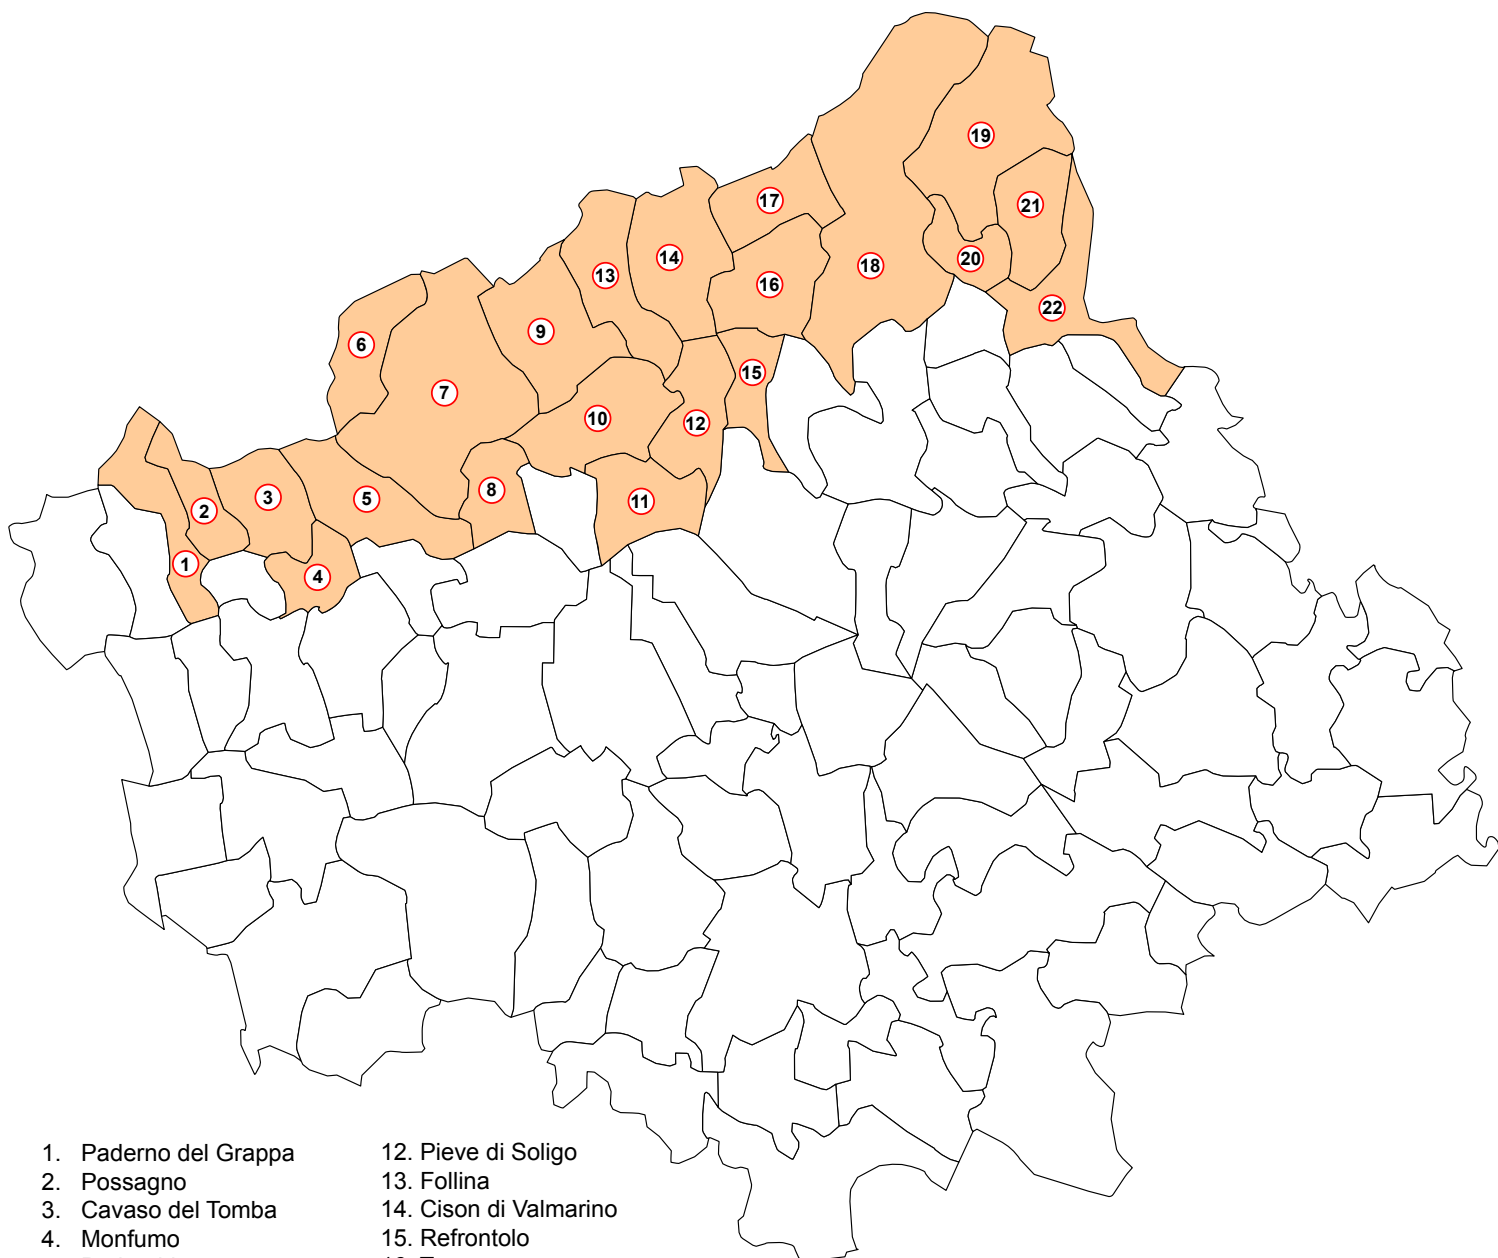 19
17
21
14
20
18
13
16
22
9
6
15
7
10
12
8
3
5
11
2
1
4
1. Paderno del Grappa
2. Possagno
3. Cavaso del Tomba
4. Monfumo
12. Pieve di Soligo
13. Follina
14. Cison di Valmarino
15. Refrontolo